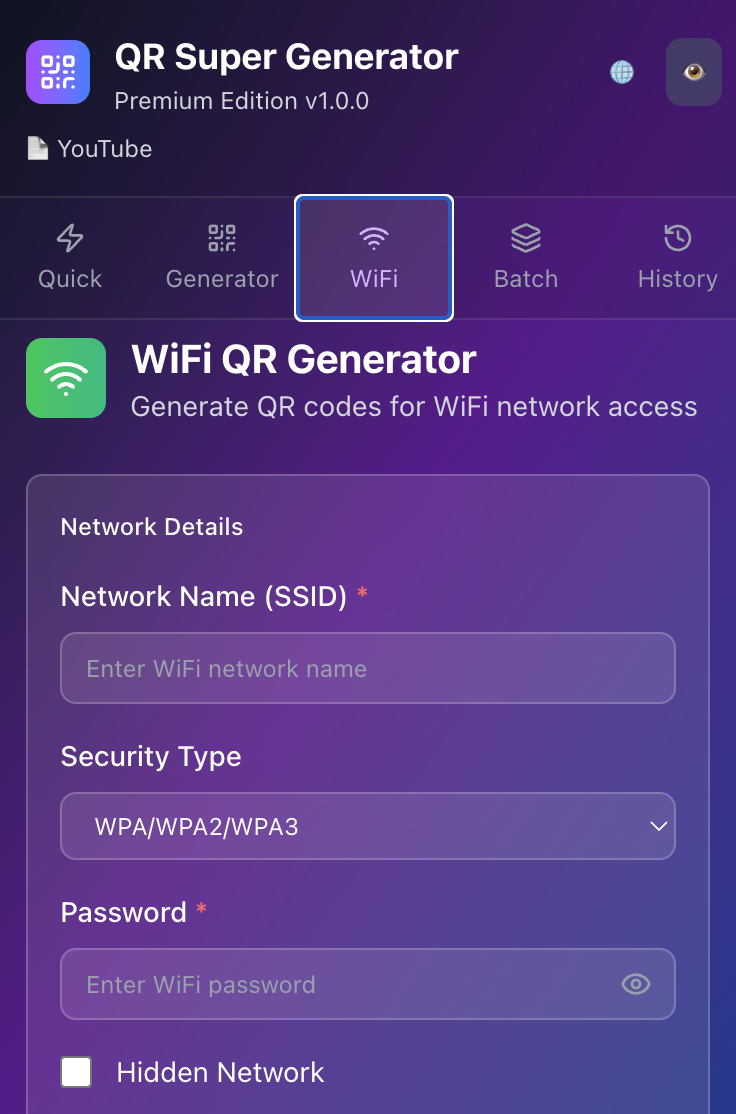 QR Super Generator
Premium Edition v1.0.0
YouTube
Quick
Generator
WiFi
Batch
History
WiFi QR Generator
Generate QR codes for WiFi network access
Network Details
Network Name (SSID) *
Enter WiFi network name
Security Type
WPA/WPA2/WPA3
Password *
Enter WiFi password
Hidden Network